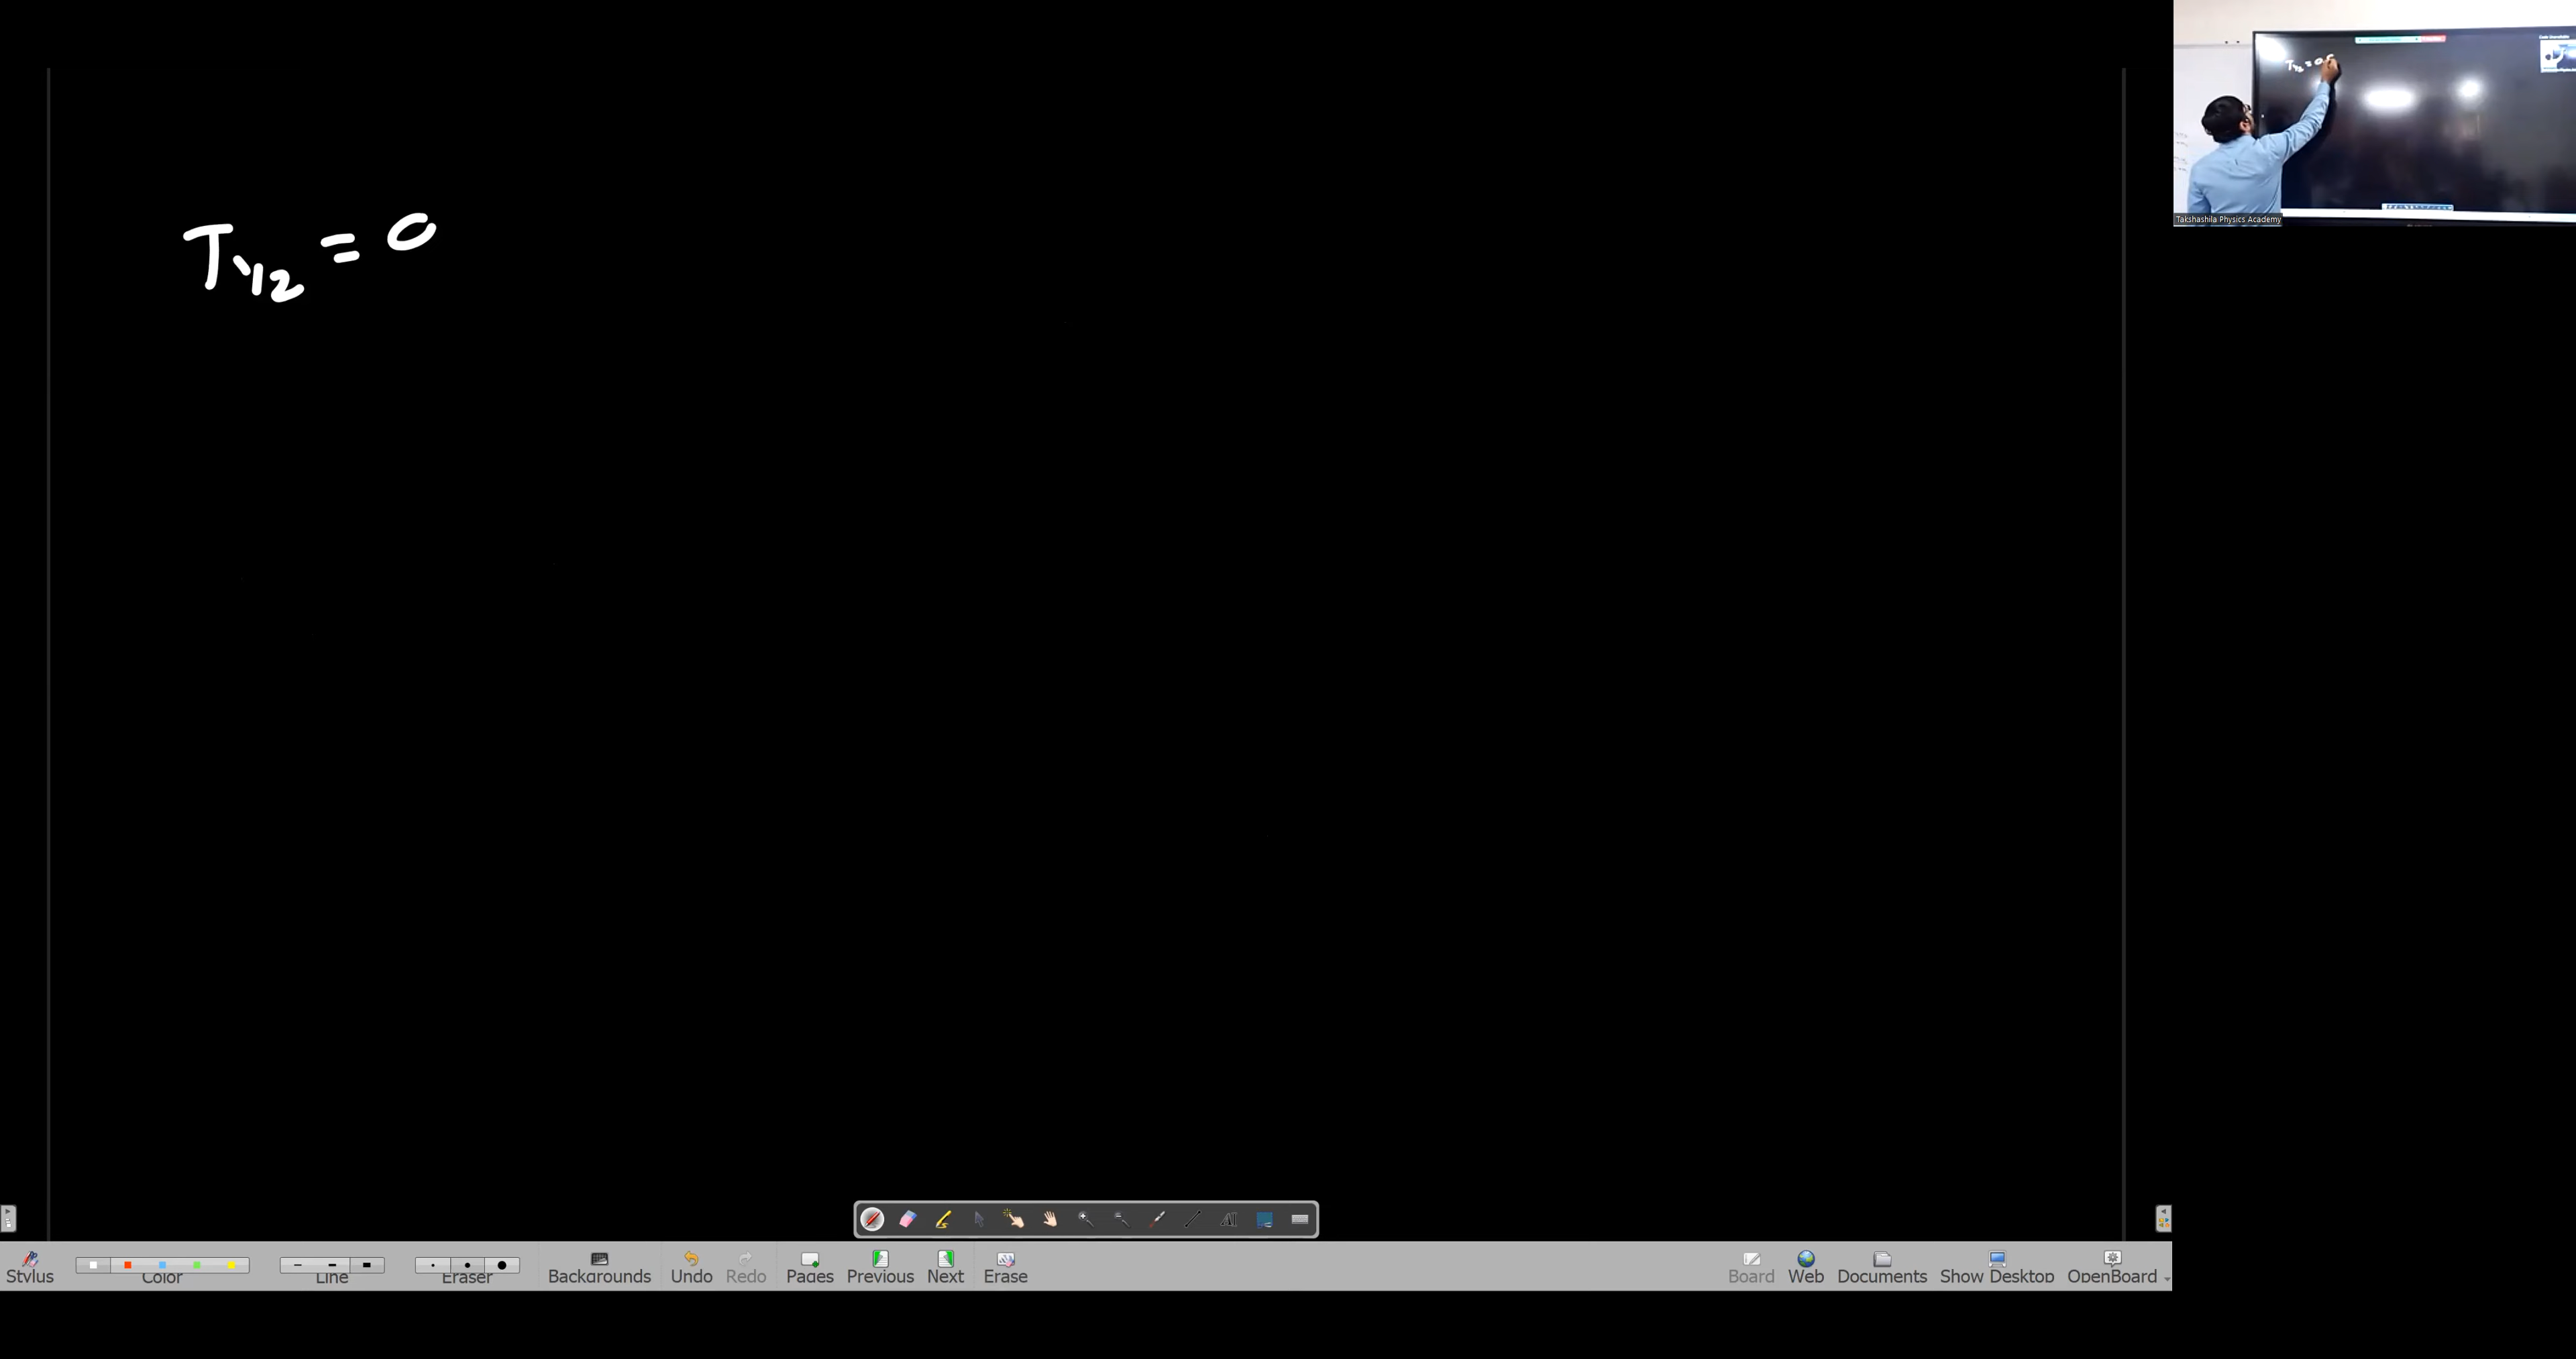 T½ = 0
Takshashila Physics Academy
Stylus Color Line Eraser Backgrounds Undo Redo Pages Previous Next Erase Board Web Documents Show Desktop OpenBoard